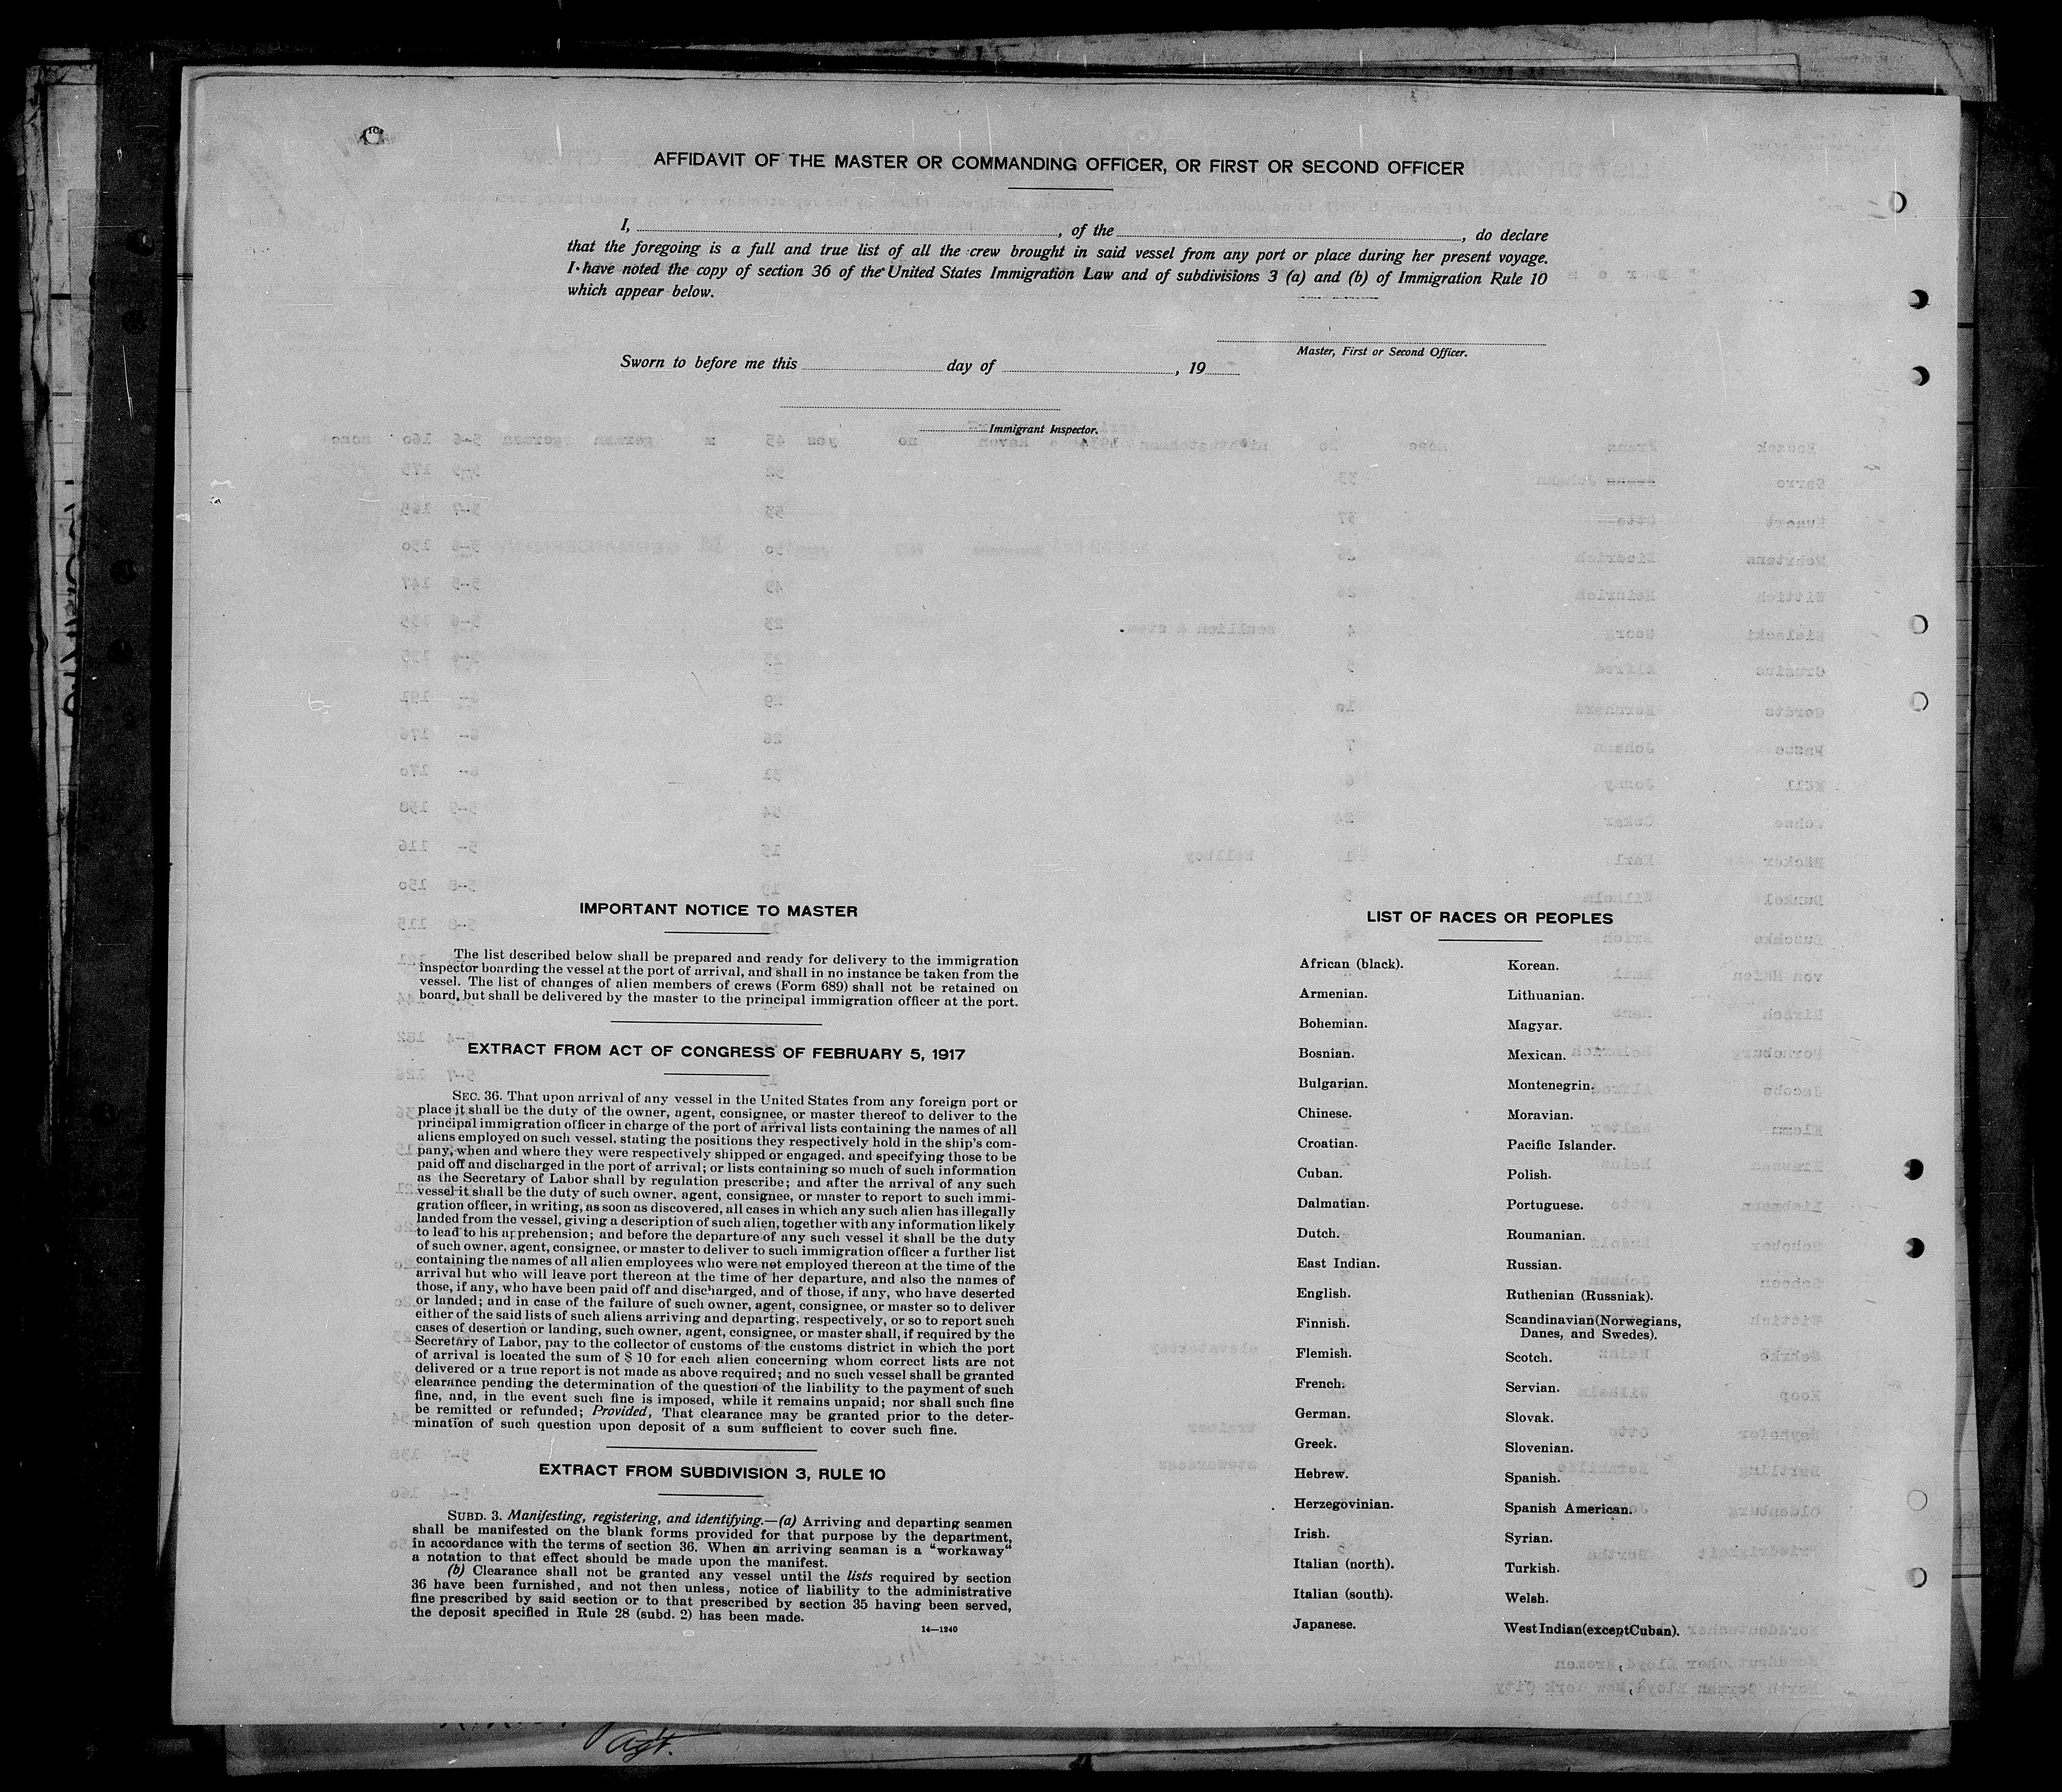 AFFIDAVIT OF THE MASTER OR COMMANDING OFFICER, OR FIRST OR SECOND OFFICER
I, , of the , do declare
that the foregoing is a full and true list of all the crew brought in said vessel from any port or place during her present voyage.
I have noted the copy of section 36 of the United States Immigration Law and of subdivisions 3 (a) and (b) of Immigration Rule 10
which appear below.
Master, First or Second Officer.
Sworn to before me this day of , 19
Immigrant Inspector.
IMPORTANT NOTICE TO MASTER
The list described below shall be prepared and ready for delivery to the immigration
inspector boarding the vessel at the port of arrival, and shall in no instance be taken from the
vessel. The list of changes of alien members of crews (Form 689) shall not be retained on
board, but shall be delivered by the master to the principal immigration officer at the port.
EXTRACT FROM ACT OF CONGRESS OF FEBRUARY 5, 1917
SEC. 36. That upon arrival of any vessel in the United States from any foreign port or
place it shall be the duty of the owner, agent, consignee, or master thereof to deliver to the
principal immigration officer in charge of the port of arrival lists containing the names of all
aliens employed on such vessel, stating the positions they respectively hold in the ship's com-
pany, when and where they were respectively shipped or engaged, and specifying those to be
paid off and discharged in the port of arrival; or lists containing so much of such information
as the Secretary of Labor shall by regulation prescribe; and after the arrival of any such
vessel it shall be the duty of such owner, agent, consignee, or master to report to such immi-
gration officer, in writing, as soon as discovered, all cases in which any such alien has illegally
landed from the vessel, giving a description of such alien, together with any information likely
to lead to his apprehension; and before the departure of any such vessel it shall be the duty
of such owner, agent, consignee, or master to deliver to such immigration officer a further list
containing the names of all alien employees who were not employed thereon at the time of the
arrival but who will leave port thereon at the time of her departure, and also the names of
those, if any, who have been paid off and discharged, and of those, if any, who have deserted
or landed; and in case of the failure of such owner, agent, consignee, or master so to deliver
either of the said lists of such aliens arriving and departing, respectively, or so to report such
cases of desertion or landing, such owner, agent, consignee, or master shall, if required by the
Secretary of Labor, pay to the collector of customs of the customs district in which the port
of arrival is located the sum of $ 10 for each alien concerning whom correct lists are not
delivered or a true report is not made as above required; and no such vessel shall be granted
clearance pending the determination of the question of the liability to the payment of such
fine, and, in the event such fine is imposed, while it remains unpaid; nor shall such fine
be remitted or refunded; Provided, That clearance may be granted prior to the deter-
mination of such question upon deposit of a sum sufficient to cover such fine.
EXTRACT FROM SUBDIVISION 3, RULE 10
SUBD. 3. Manifesting, registering, and identifying.—(a) Arriving and departing seamen
shall be manifested on the blank forms provided for that purpose by the department,
in accordance with the terms of section 36. When an arriving seaman is a "workaway"
a notation to that effect should be made upon the manifest.
(b) Clearance shall not be granted any vessel until the lists required by section
36 have been furnished, and not then unless, notice of liability to the administrative
fine prescribed by said section or to that prescribed by section 35 having been served,
the deposit specified in Rule 28 (subd. 2) has been made.
14—1240
LIST OF RACES OR PEOPLES
African (black).
Armenian.
Bohemian.
Bosnian.
Bulgarian.
Chinese.
Croatian.
Cuban.
Dalmatian.
Dutch.
East Indian.
English.
Finnish.
Flemish.
French.
German.
Greek.
Hebrew.
Herzegovinian.
Irish.
Italian (north).
Italian (south).
Japanese.
Korean.
Lithuanian.
Magyar.
Mexican.
Montenegrin.
Moravian.
Pacific Islander.
Polish.
Portuguese.
Roumanian.
Russian.
Ruthenian (Russniak).
Scandinavian (Norwegians,
Danes, and Swedes).
Scotch.
Servian.
Slovak.
Slovenian.
Spanish.
Spanish American.
Syrian.
Turkish.
Welsh.
West Indian (except Cuban).
Agt.